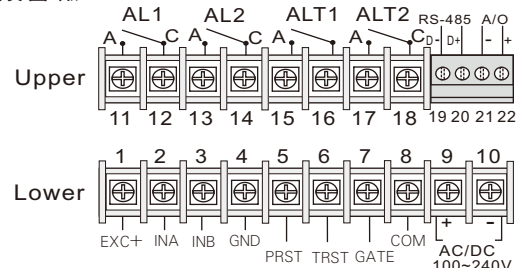 AL1 AL2 ALT1 ALT2 RS-485 A/O
A C A C A C A C D- D+ - +
Upper
11 12 13 14 15 16 17 18 19 20 21 22
1 2 3 4 5 6 7 8 9 10
Lower
EXC+ INA INB GND PRST TRST GATE COM + -
AC/DC
100~240V